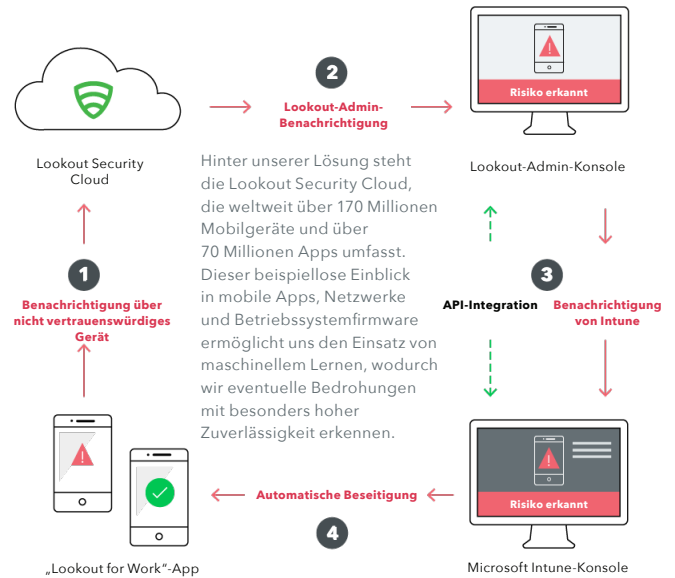 2
Lookout-Admin-
Benachrichtigung
Risiko erkannt
Lookout Security
Cloud
Lookout-Admin-Konsole
Hinter unserer Lösung steht
die Lookout Security Cloud,
die weltweit über 170 Millionen
Mobilgeräte und über
70 Millionen Apps umfasst.
Dieser beispiellose Einblick
in mobile Apps, Netzwerke
und Betriebssystemfirmware
ermöglicht uns den Einsatz von
maschinellem Lernen, wodurch
wir eventuelle Bedrohungen
mit besonders hoher
Zuverlässigkeit erkennen.
1
Benachrichtigung über
nicht vertrauenswürdiges
Gerät
3
API-Integration
Benachrichtigung
von Intune
Risiko erkannt
Automatische Beseitigung
4
„Lookout for Work“-App
Microsoft Intune-Konsole